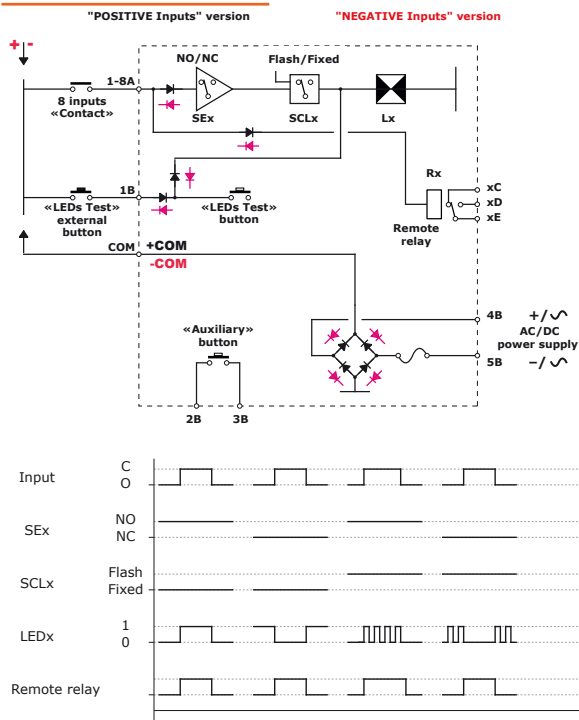 "POSITIVE Inputs" version
"NEGATIVE Inputs" version
+ -
NO/NC
Flash/Fixed
1-8A
8 inputs
«Contact»
SEx
SCLx
Lx
Rx
xC
xD
xE
1B
«LEDs Test»
external
button
«LEDs Test»
button
Remote
relay
COM
+COM
-COM
4B
+/
AC/DC
power supply
5B
-/
«Auxiliary»
button
2B
3B
Input
C
O
SEx
NO
NC
SCLx
Flash
Fixed
LEDx
1
0
Remote relay